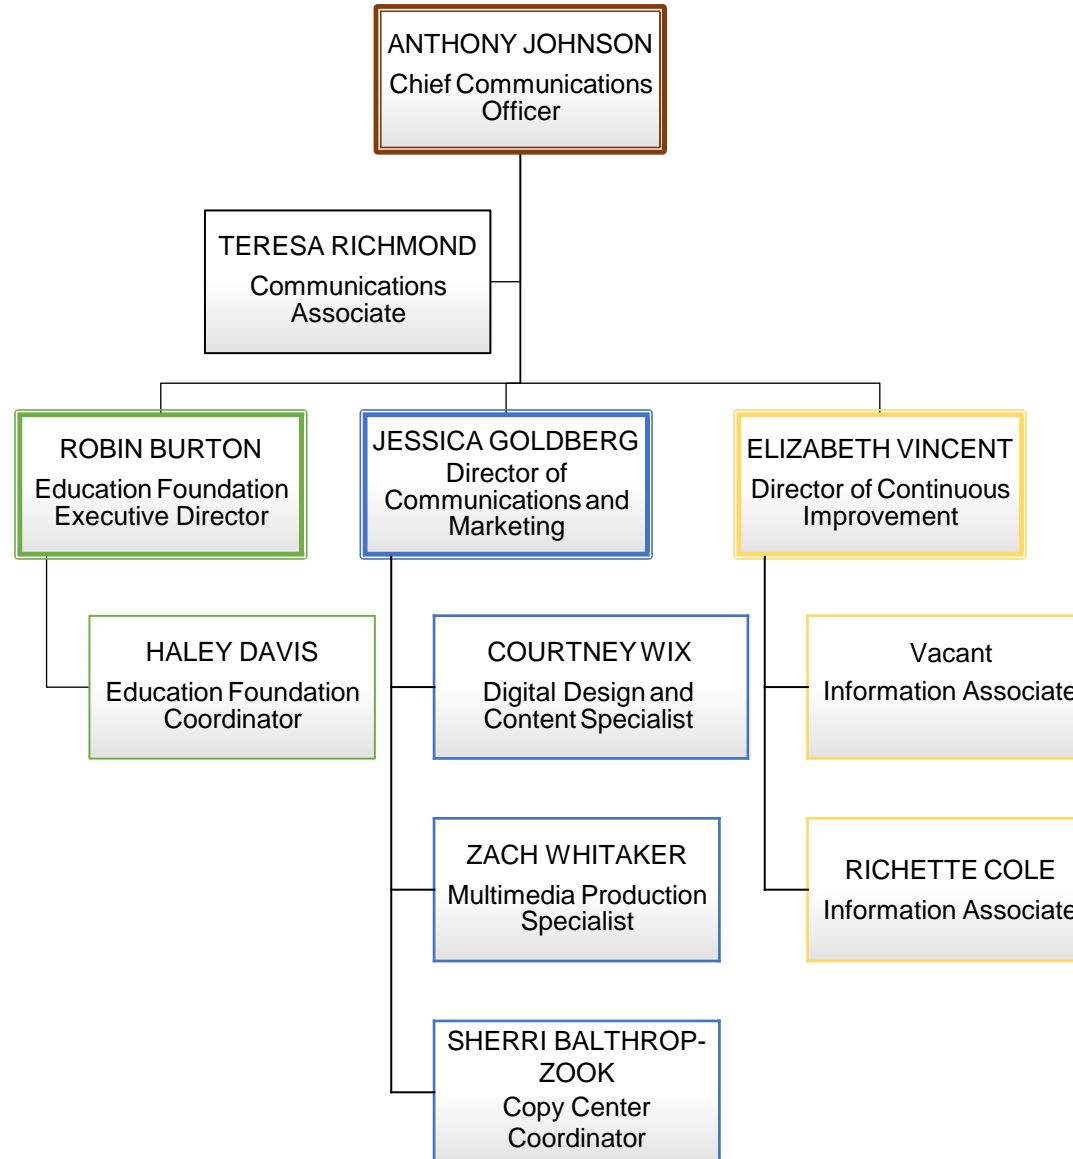 ANTHONY JOHNSON
Chief Communications
Officer
TERESA RICHMOND
Communications
Associate
ROBIN BURTON
Education Foundation
Executive Director
JESSICA GOLDBERG
Director of
Communications and
Marketing
ELIZABETH VINCENT
Director of Continuous
Improvement
HALEY DAVIS
Education Foundation
Coordinator
COURTNEY WIX
Digital Design and
Content Specialist
Vacant
Information Associate
ZACH WHITAKER
Multimedia Production
Specialist
RICHETTE COLE
Information Associate
SHERRI BALTHROP-
ZOOK
Copy Center
Coordinator